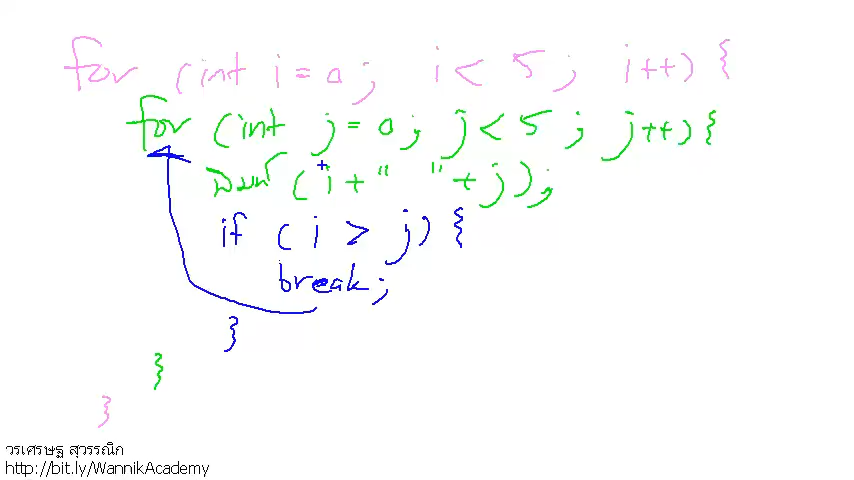 for (int i = 0; i < 5; i++) {
for (int j = 0; j < 5; j++) {
พิมพ์ (i + " " + j);
if (i > j) {
break;
}
}
}
วรเศรษฐ สุวรรณิก
http://bit.ly/WannikAcademy